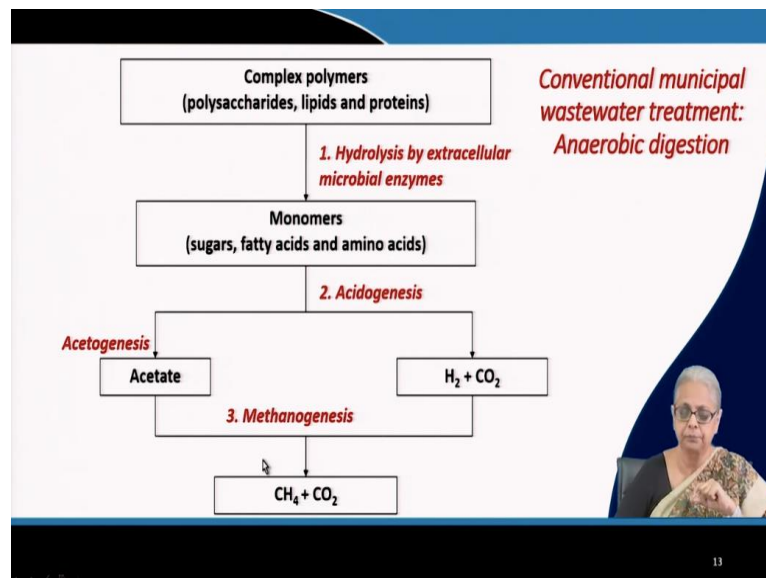 Complex polymers
(polysaccharides, lipids and proteins)
Conventional municipal
wastewater treatment:
Anaerobic digestion
1. Hydrolysis by extracellular
microbial enzymes
Monomers
(sugars, fatty acids and amino acids)
2. Acidogenesis
Acetogenesis
Acetate
H₂ + CO₂
3. Methanogenesis
CH₄ + CO₂
13